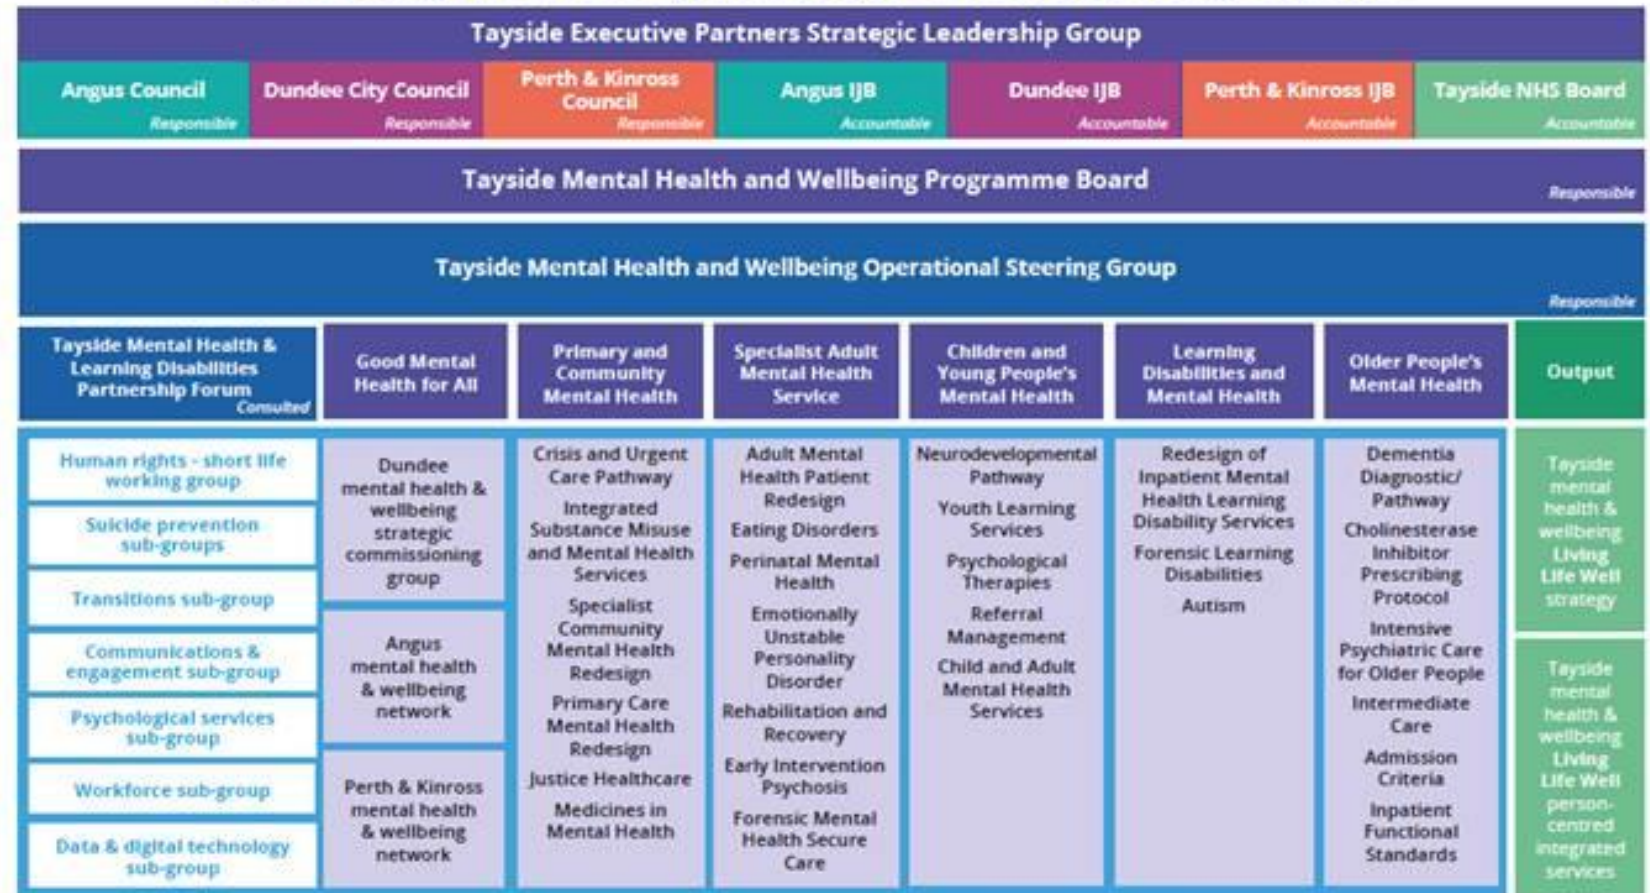 Tayside Executive Partners Strategic Leadership Group
Angus Council
Responsible
Dundee City Council
Responsible
Perth & Kinross
Council
Responsible
Angus IJB
Accountable
Dundee IJB
Accountable
Perth & Kinross IJB
Accountable
Tayside NHS Board
Accountable
Tayside Mental Health and Wellbeing Programme Board
Responsible
Tayside Mental Health and Wellbeing Operational Steering Group
Responsible
Tayside Mental Health &
Learning Disabilities
Partnership Forum
Consulted
Human rights - short life
working group
Suicide prevention
sub-groups
Transitions sub-group
Communications &
engagement sub-group
Psychological services
sub-group
Workforce sub-group
Data & digital technology
sub-group
Good Mental
Health for All
Dundee
mental health &
wellbeing
strategic
commissioning
group
Angus
mental health
& wellbeing
network
Perth & Kinross
mental health
& wellbeing
network
Primary and
Community
Mental Health
Crisis and Urgent
Care Pathway
Integrated
Substance Misuse
and Mental Health
Services
Specialist
Community
Mental Health
Redesign
Primary Care
Mental Health
Redesign
Justice Healthcare
Medicines in
Mental Health
Specialist Adult
Mental Health
Service
Adult Mental
Health Patient
Redesign
Eating Disorders
Perinatal Mental
Health
Emotionally
Unstable
Personality
Disorder
Rehabilitation and
Recovery
Early Intervention
Psychosis
Forensic Mental
Health Secure
Care
Children and
Young People's
Mental Health
Neurodevelopmental
Pathway
Youth Learning
Services
Psychological
Therapies
Referral
Management
Child and Adult
Mental Health
Services
Learning
Disabilities and
Mental Health
Redesign of
Inpatient Mental
Health Learning
Disability Services
Forensic Learning
Disabilities
Autism
Older People's
Mental Health
Dementia
Diagnostic/
Pathway
Cholinesterase
Inhibitor
Prescribing
Protocol
Intensive
Psychiatric Care
for Older People
Intermediate
Care
Admission
Criteria
Inpatient
Functional
Standards
Output
Tayside
mental
health &
wellbeing
Living
Life Well
strategy
Tayside
mental
health &
wellbeing
Living
Life Well
person-
centred
integrated
services